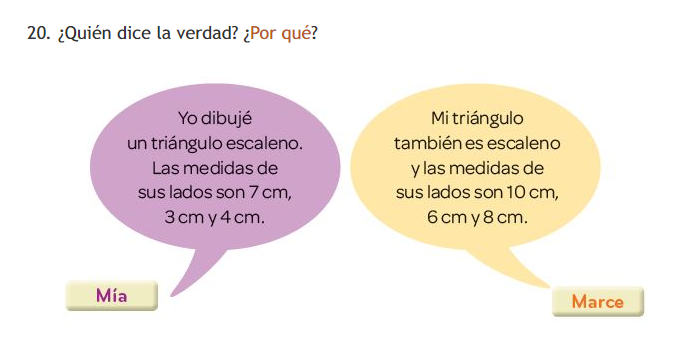 20. ¿Quién dice la verdad? ¿Por qué?
Yo dibujé
un triángulo escaleno.
Las medidas de
sus lados son 7 cm,
3 cm y 4 cm.
Mía
Mi triángulo
también es escaleno
y las medidas de
sus lados son 10 cm,
6 cm y 8 cm.
Marce